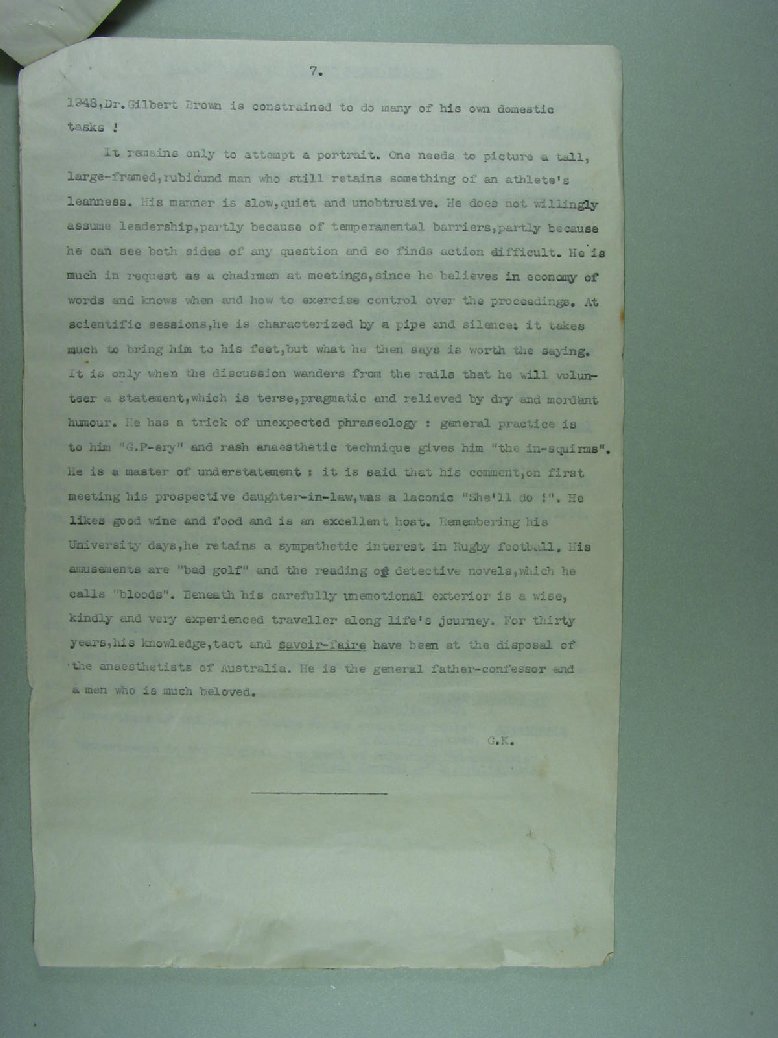 7.
1948,Dr.Gilbert Brown is constrained to do many of his own domestic
tasks !
It remains only to attempt a portrait. One needs to picture a tall,
large-framed,rubicund man who still retains something of an athlete's
leanness. His manner is slow,quiet and unobtrusive. He does not willingly
assume leadership,partly because of temperamental barriers,partly because
he can see both sides of any question and so finds action difficult. He is
much in request as a chairman at meetings,since he believes in economy of
words and knows when and how to exercise control over the proceedings. At
scientific sessions,he is characterized by a pipe and silence: it takes
much to bring him to his feet,but what he then says is worth the saying.
It is only when the discussion wanders from the rails that he will volun-
teer a statement,which is terse,pragmatic and relieved by dry and mordant
humour. He has a trick of unexpected phraseology : general practice is
to him "G.P-ery" and rash anaesthetic technique gives him "the in-squirms".
He is a master of understatement : it is said that his comment,on first
meeting his prospective daughter-in-law,was a laconic "She'll do !". He
likes good wine and food and is an excellent host. Remembering his
University days,he retains a sympathetic interest in Rugby football. His
amusements are "bad golf" and the reading of detective novels,which he
calls "bloods". Beneath his carefully unemotional exterior is a wise,
kindly and very experienced traveller along life's journey. For thirty
years,his knowledge,tact and savoir-faire have been at the disposal of
the anaesthetists of Australia. He is the general father-confessor and
a man who is much beloved.
G.K.